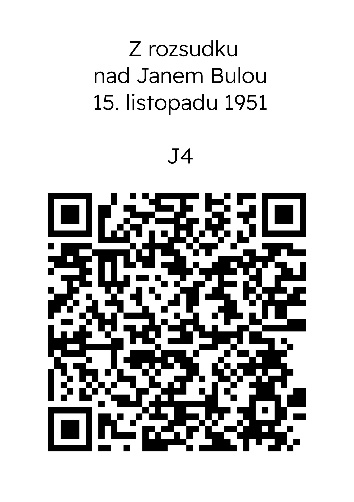 Z rozsudku
nad Janem Bulou
15. listopadu 1951
J4